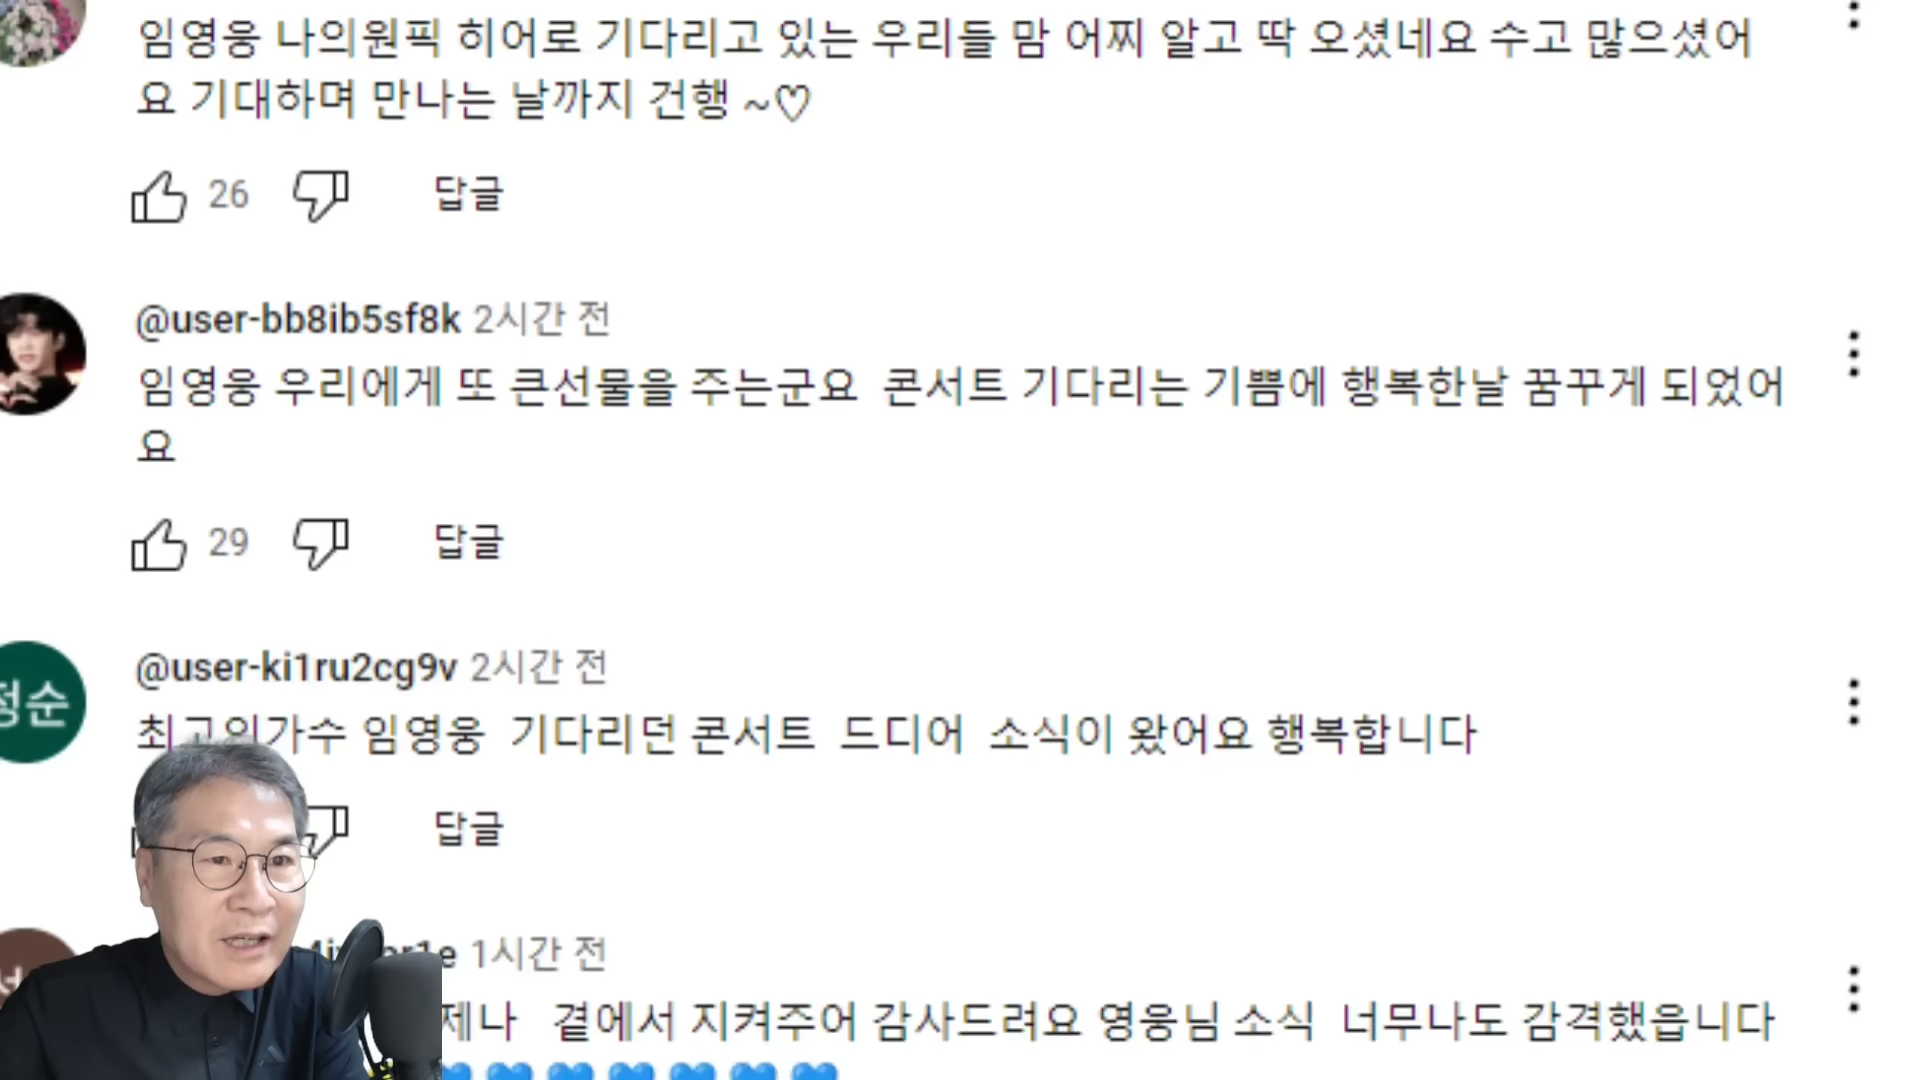 임영웅 나의원픽 히어로 기다리고 있는 우리들 맘 어찌 알고 딱 오셨네요 수고 많으셨어
요 기대하며 만나는 날까지 건행 ~♡
26 답글
@user-bb8ib5sf8k 2시간 전
임영웅 우리에게 또 큰선물을 주는군요 콘서트 기다리는 기쁨에 행복한날 꿈꾸게 되었어
요
29 답글
정순
@user-ki1ru2cg9v 2시간 전
최고의가수 임영웅 기다리던 콘서트 드디어 소식이 왔어요 행복합니다
답글
1시간 전
제나 곁에서 지켜주어 감사드려요 영웅님 소식 너무나도 감격했읍니다
💙💙💙💙💙💙💙